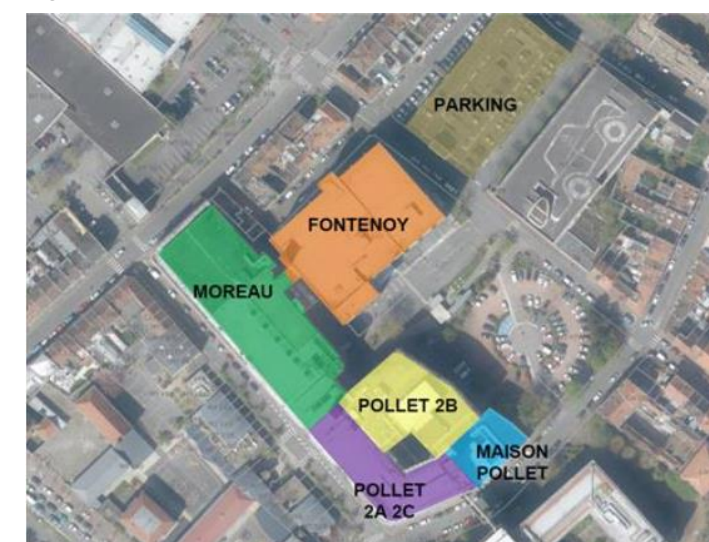 PARKING
FONTENOY
MOREAU
POLLET 2B
MAISON
POLLET
POLLET
2A 2C